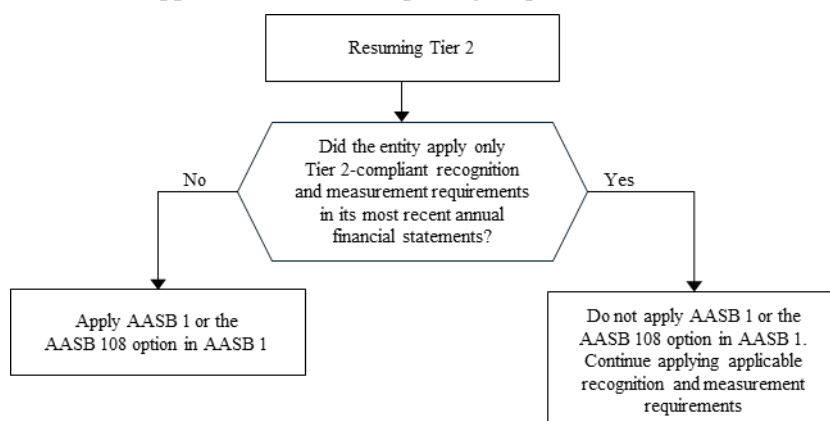 Resuming Tier 2
Did the entity apply only
Tier 2-compliant recognition
and measurement requirements
in its most recent annual
financial statements?
No
Yes
Apply AASB 1 or the
AASB 108 option in AASB 1
Do not apply AASB 1 or the
AASB 108 option in AASB 1.
Continue applying applicable
recognition and measurement
requirements